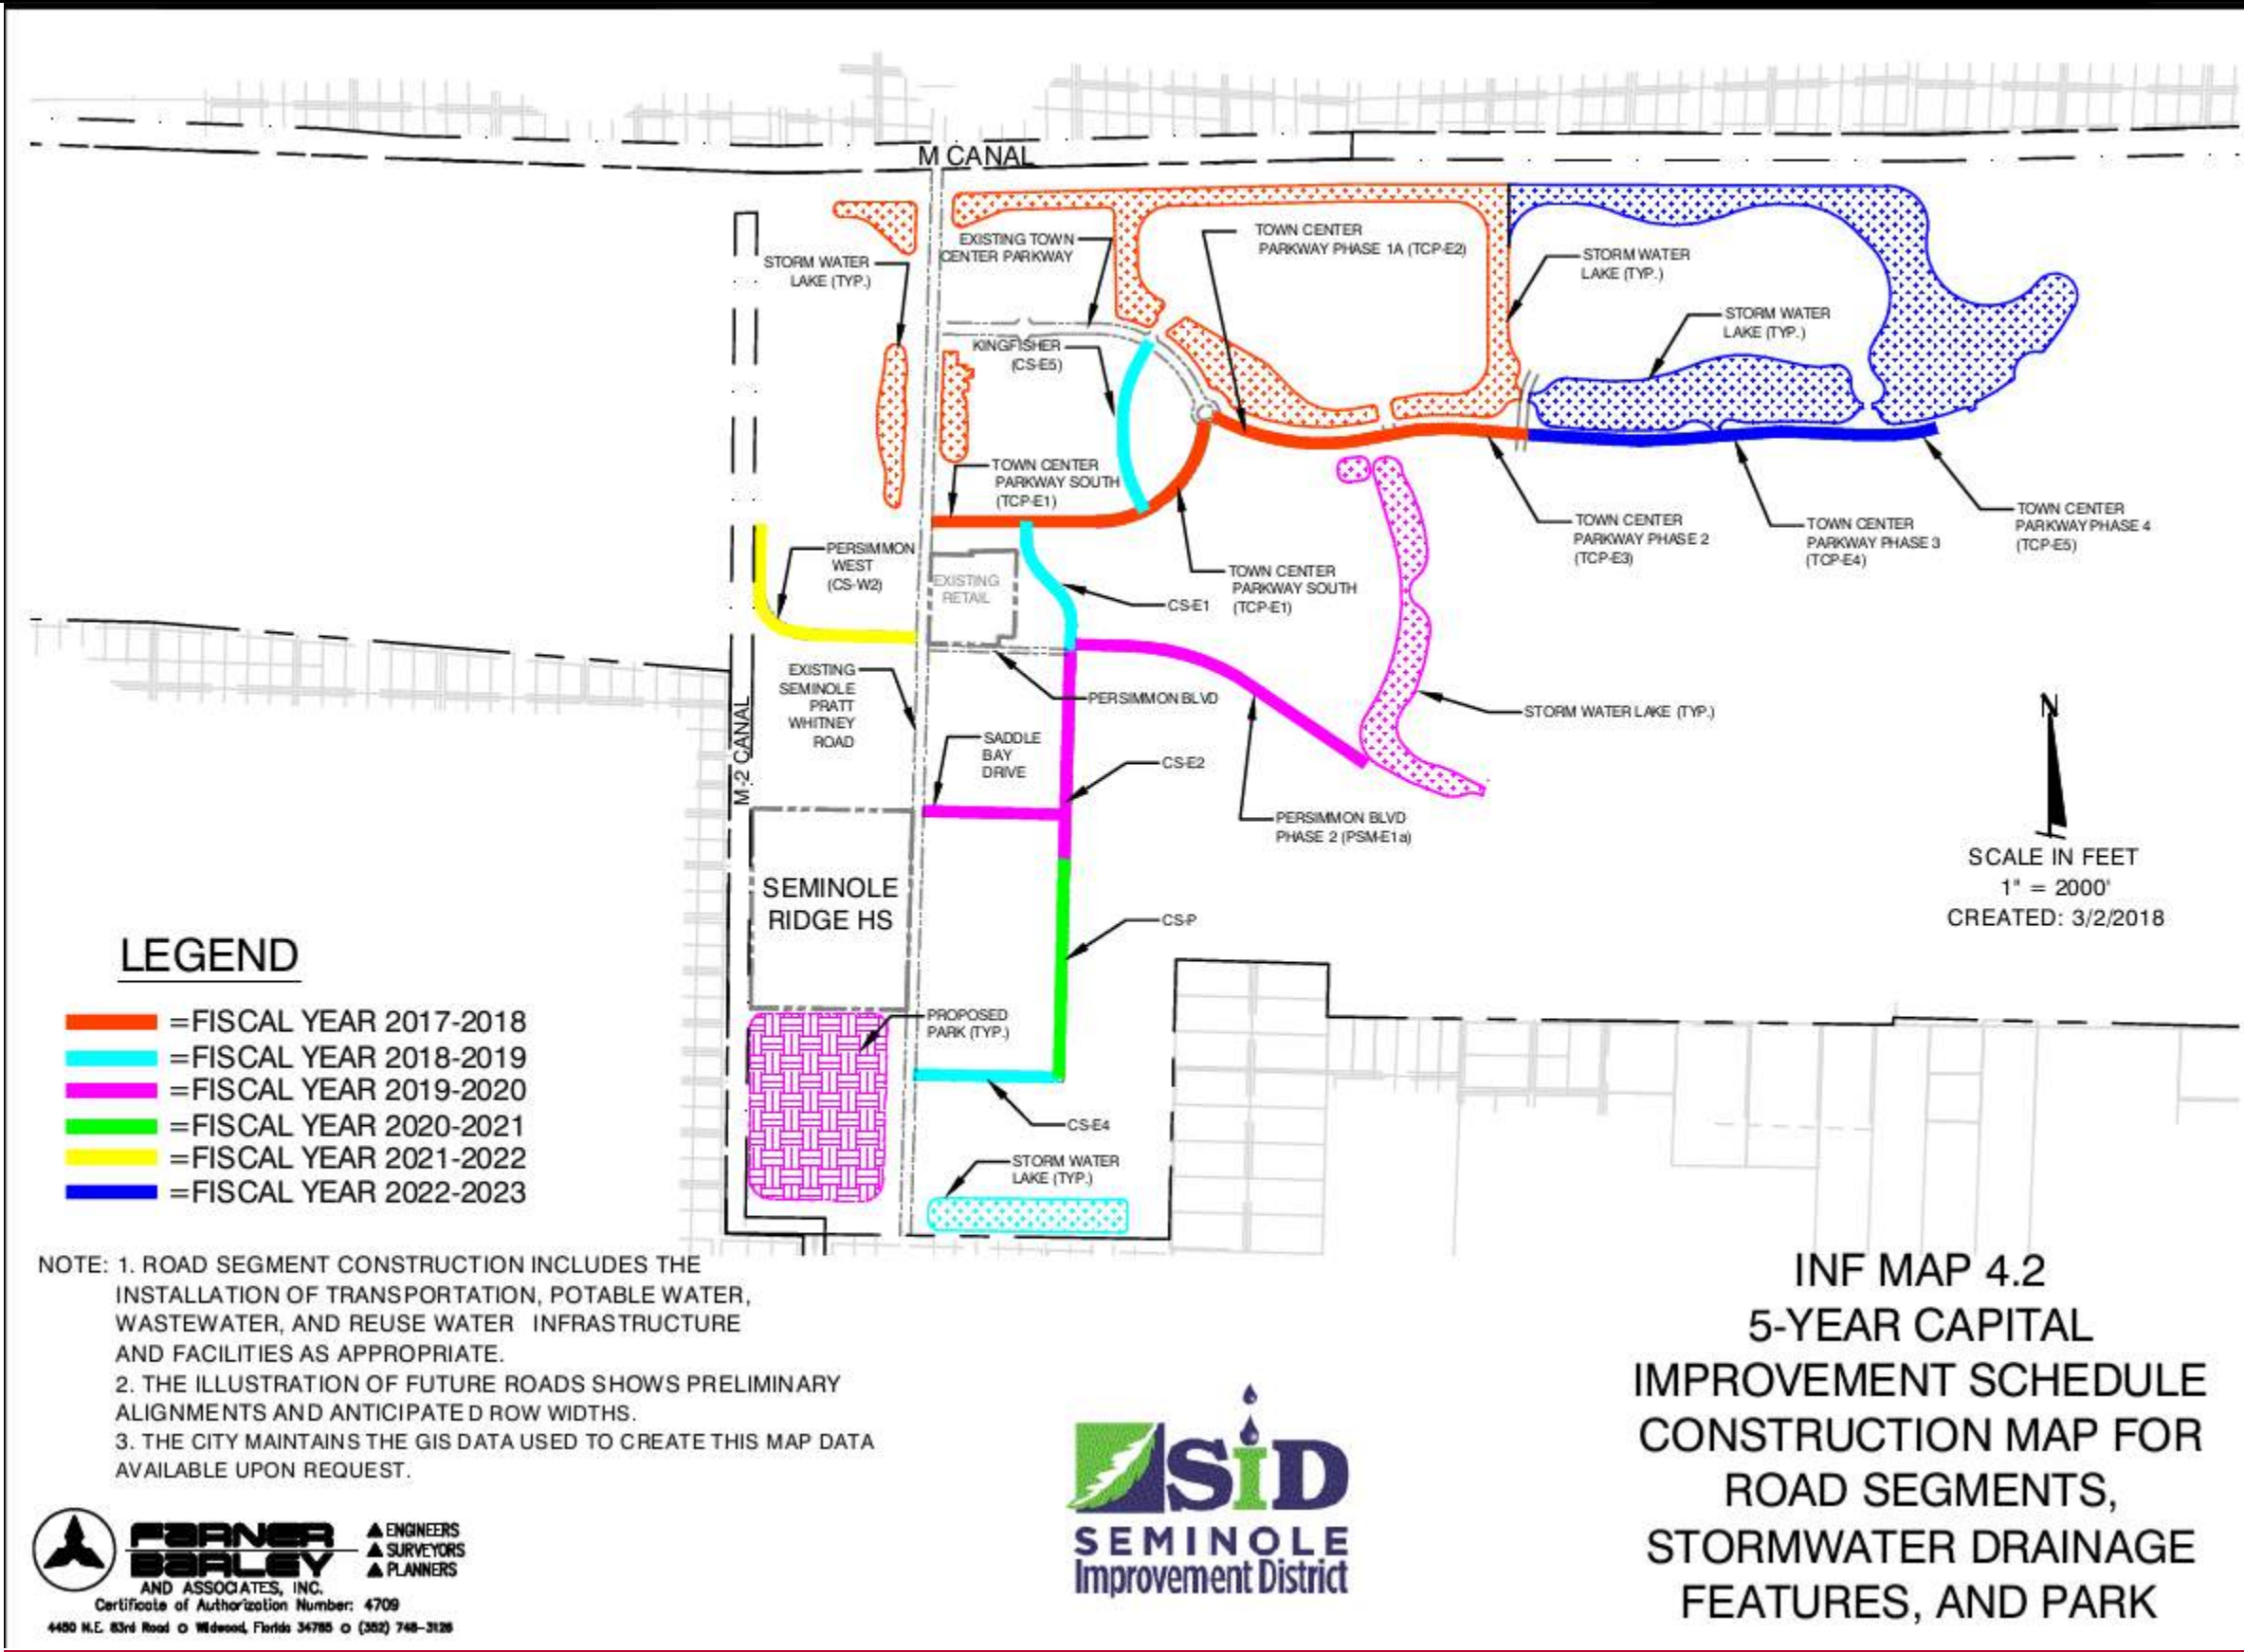 M CANAL
STORM WATER
LAKE (TYP.)
EXISTING TOWN
CENTER PARKWAY
TOWN CENTER
PARKWAY PHASE 1A (TCP-E2)
STORM WATER
LAKE (TYP.)
STORM WATER
LAKE (TYP.)
KINGFISHER
(CS-E5)
TOWN CENTER
PARKWAY SOUTH
(TCP-E1)
TOWN CENTER
PARKWAY PHASE 2
(TCP-E3)
TOWN CENTER
PARKWAY PHASE 3
(TCP-E4)
TOWN CENTER
PARKWAY PHASE 4
(TCP-E5)
PERSIMMON
WEST
(CS-W2)
EXISTING
RETAIL
CS-E1
TOWN CENTER
PARKWAY SOUTH
(TCP-E1)
EXISTING
SEMINOLE
PRATT
WHITNEY
ROAD
PERSIMMON BLVD
STORM WATER LAKE (TYP.)
M-2 CANAL
SADDLE
BAY
DRIVE
CS-E2
PERSIMMON BLVD
PHASE 2 (PSM-E1a)
N
SCALE IN FEET
1" = 2000'
CREATED: 3/2/2018
SEMINOLE
RIDGE HS
CS-P
PROPOSED
PARK (TYP.)
CS-E4
STORM WATER
LAKE (TYP.)
LEGEND
=FISCAL YEAR 2017-2018
=FISCAL YEAR 2018-2019
=FISCAL YEAR 2019-2020
=FISCAL YEAR 2020-2021
=FISCAL YEAR 2021-2022
=FISCAL YEAR 2022-2023
NOTE: 1. ROAD SEGMENT CONSTRUCTION INCLUDES THE
INSTALLATION OF TRANSPORTATION, POTABLE WATER,
WASTEWATER, AND REUSE WATER INFRASTRUCTURE
AND FACILITIES AS APPROPRIATE.
2. THE ILLUSTRATION OF FUTURE ROADS SHOWS PRELIMINARY
ALIGNMENTS AND ANTICIPATED ROW WIDTHS.
3. THE CITY MAINTAINS THE GIS DATA USED TO CREATE THIS MAP DATA
AVAILABLE UPON REQUEST.
FARNER
BARLEY
AND ASSOCIATES, INC.
ENGINEERS
SURVEYORS
PLANNERS
Certificate of Authorization Number: 4709
4450 N.E. 83rd Road o Wildwood, Florida 34785 o (352) 748-3126
SiD
SEMINOLE
Improvement District
INF MAP 4.2
5-YEAR CAPITAL
IMPROVEMENT SCHEDULE
CONSTRUCTION MAP FOR
ROAD SEGMENTS,
STORMWATER DRAINAGE
FEATURES, AND PARK